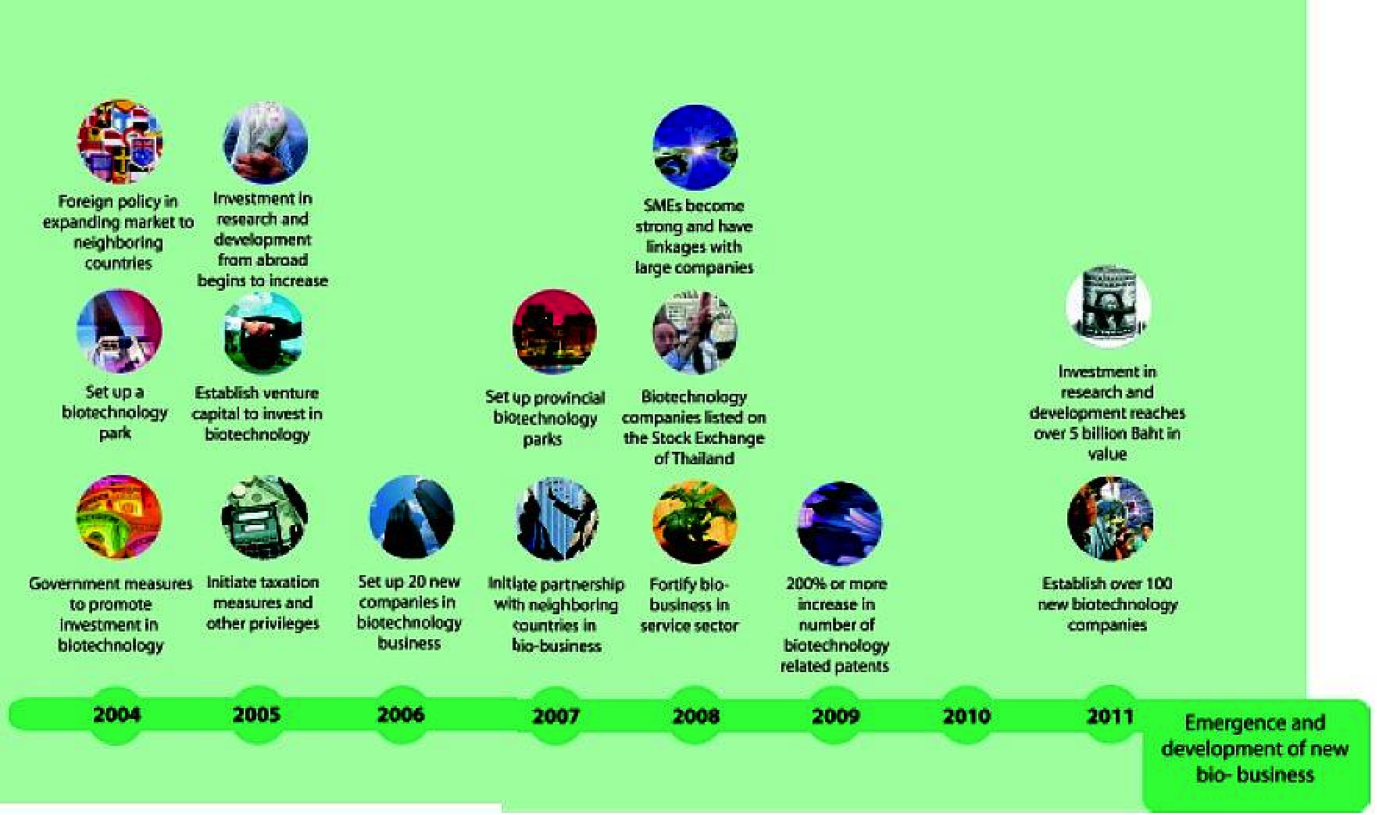 Foreign policy in
expanding market to
neighboring
countries
Investment in
research and
development
from abroad
begins to increase
SMEs become
strong and have
linkages with
large companies
Set up a
biotechnology
park
Establish venture
capital to invest in
biotechnology
Set up provincial
biotechnology
parks
Biotechnology
companies listed on
the Stock Exchange
of Thailand
Investment in
research and
development reaches
over 5 billion Baht in
value
Government measures
to promote
investment in
biotechnology
Initiate taxation
measures and
other privileges
Set up 20 new
companies in
biotechnology
business
Initiate partnership
with neighboring
countries in
bio-business
Fortify bio-
business in
service sector
200% or more
increase in
number of
biotechnology
related patents
Establish over 100
new biotechnology
companies
2004 2005 2006 2007 2008 2009 2010 2011
Emergence and
development of new
bio- business